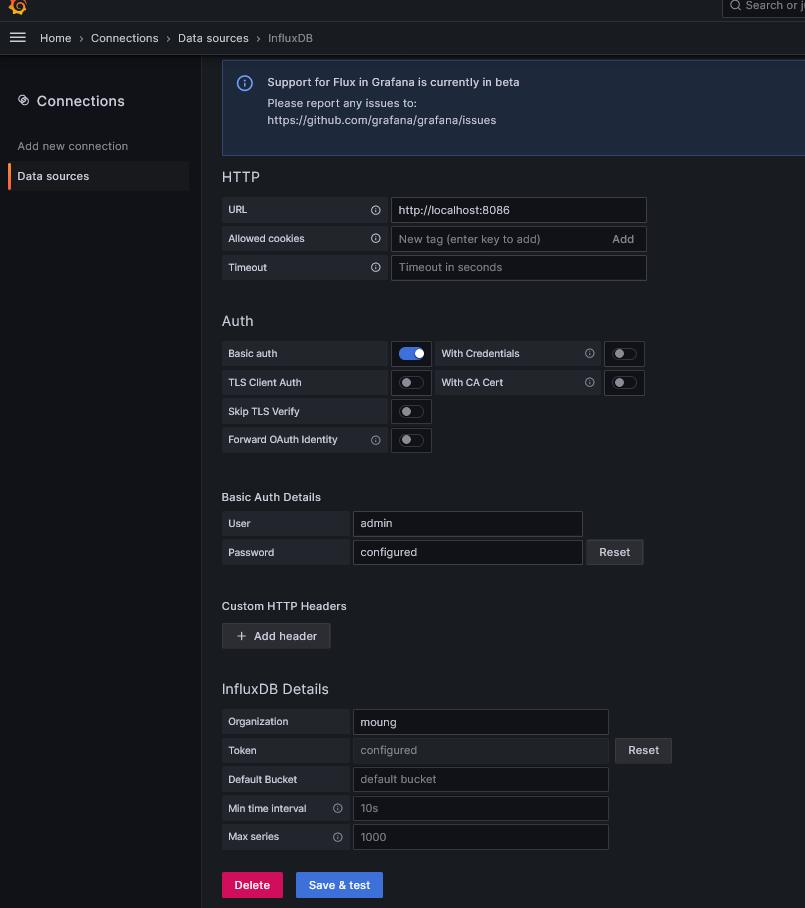 Search or j
Home › Connections › Data sources › InfluxDB
Connections
Add new connection
Data sources
Support for Flux in Grafana is currently in beta
Please report any issues to:
https://github.com/grafana/grafana/issues
HTTP
URL http://localhost:8086
Allowed cookies New tag (enter key to add) Add
Timeout Timeout in seconds
Auth
Basic auth With Credentials
TLS Client Auth With CA Cert
Skip TLS Verify
Forward OAuth Identity
Basic Auth Details
User admin
Password configured Reset
Custom HTTP Headers
+ Add header
InfluxDB Details
Organization moung
Token configured Reset
Default Bucket default bucket
Min time interval 10s
Max series 1000
Delete Save & test